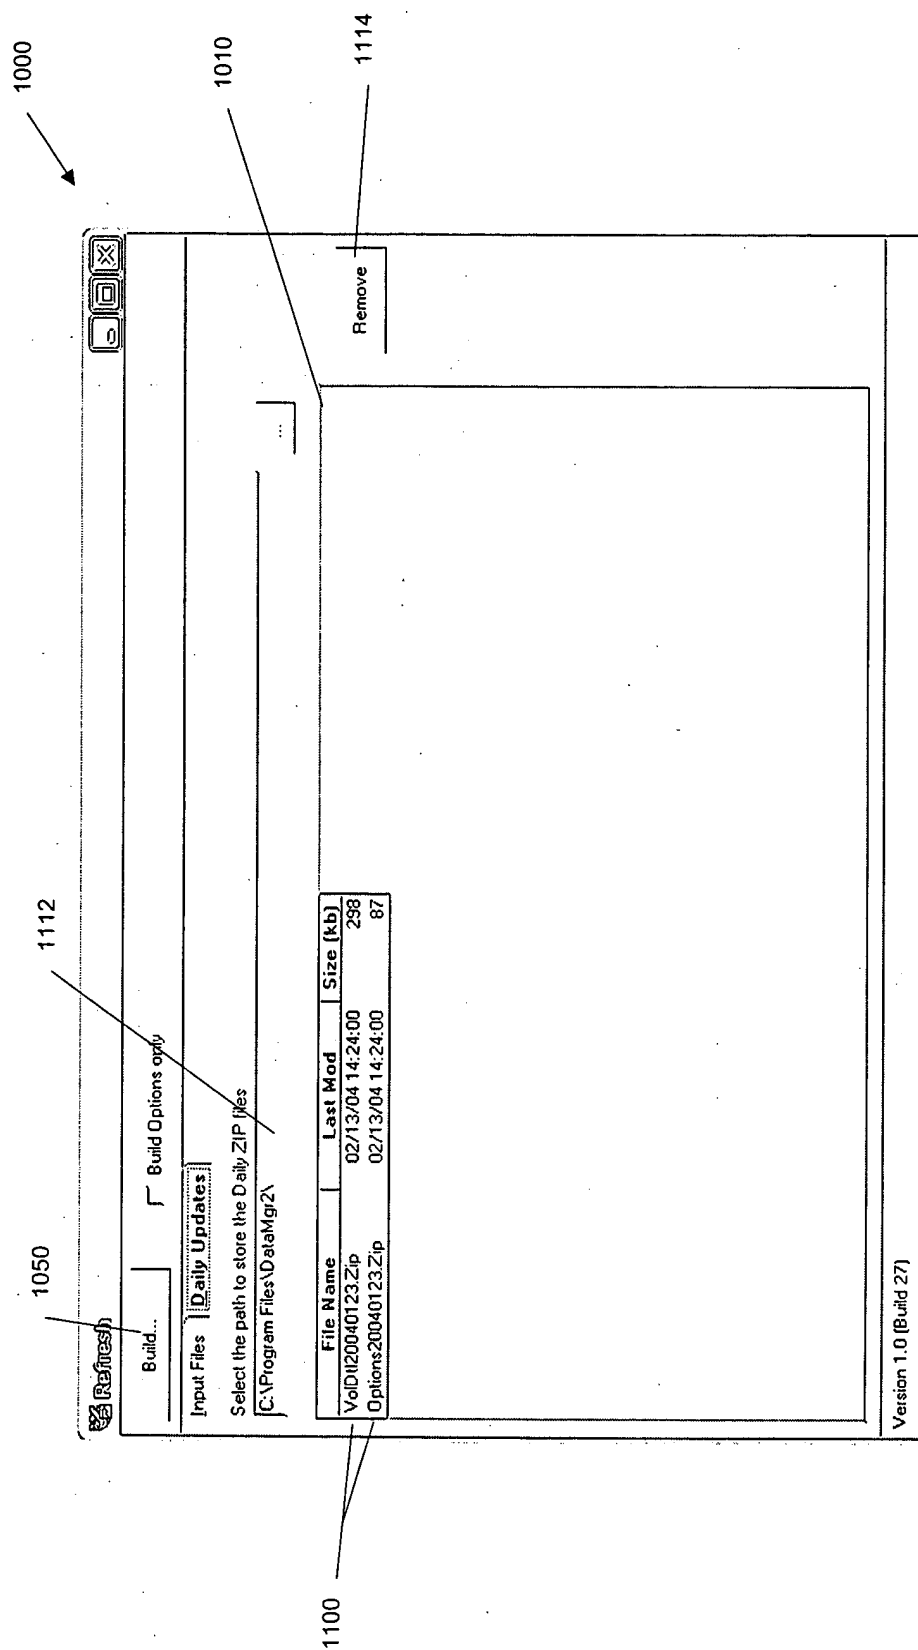 1000
Refresh
1050
Build...
Build Options only
1112
Input Files
Daily Updates
1010
Select the path to store the Daily ZIP files
C:\Program Files\DataMgr2\
...
1114
Remove
File Name Last Mod Size (kb)
VolDtl20040123.Zip 02/13/04 14:24:00 298
Options20040123.Zip 02/13/04 14:24:00 87
1100
Version 1.0 (Build 27)